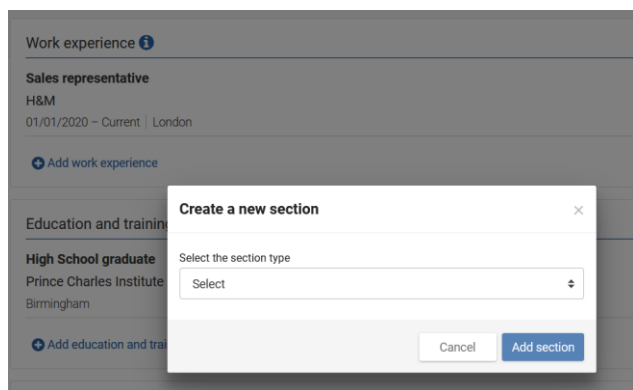 Work experience
Sales representative
H&M
01/01/2020 – Current | London
Add work experience
Education and training
High School graduate
Prince Charles Institute
Birmingham
Add education and trai
Create a new section
Select the section type
Select
Cancel
Add section